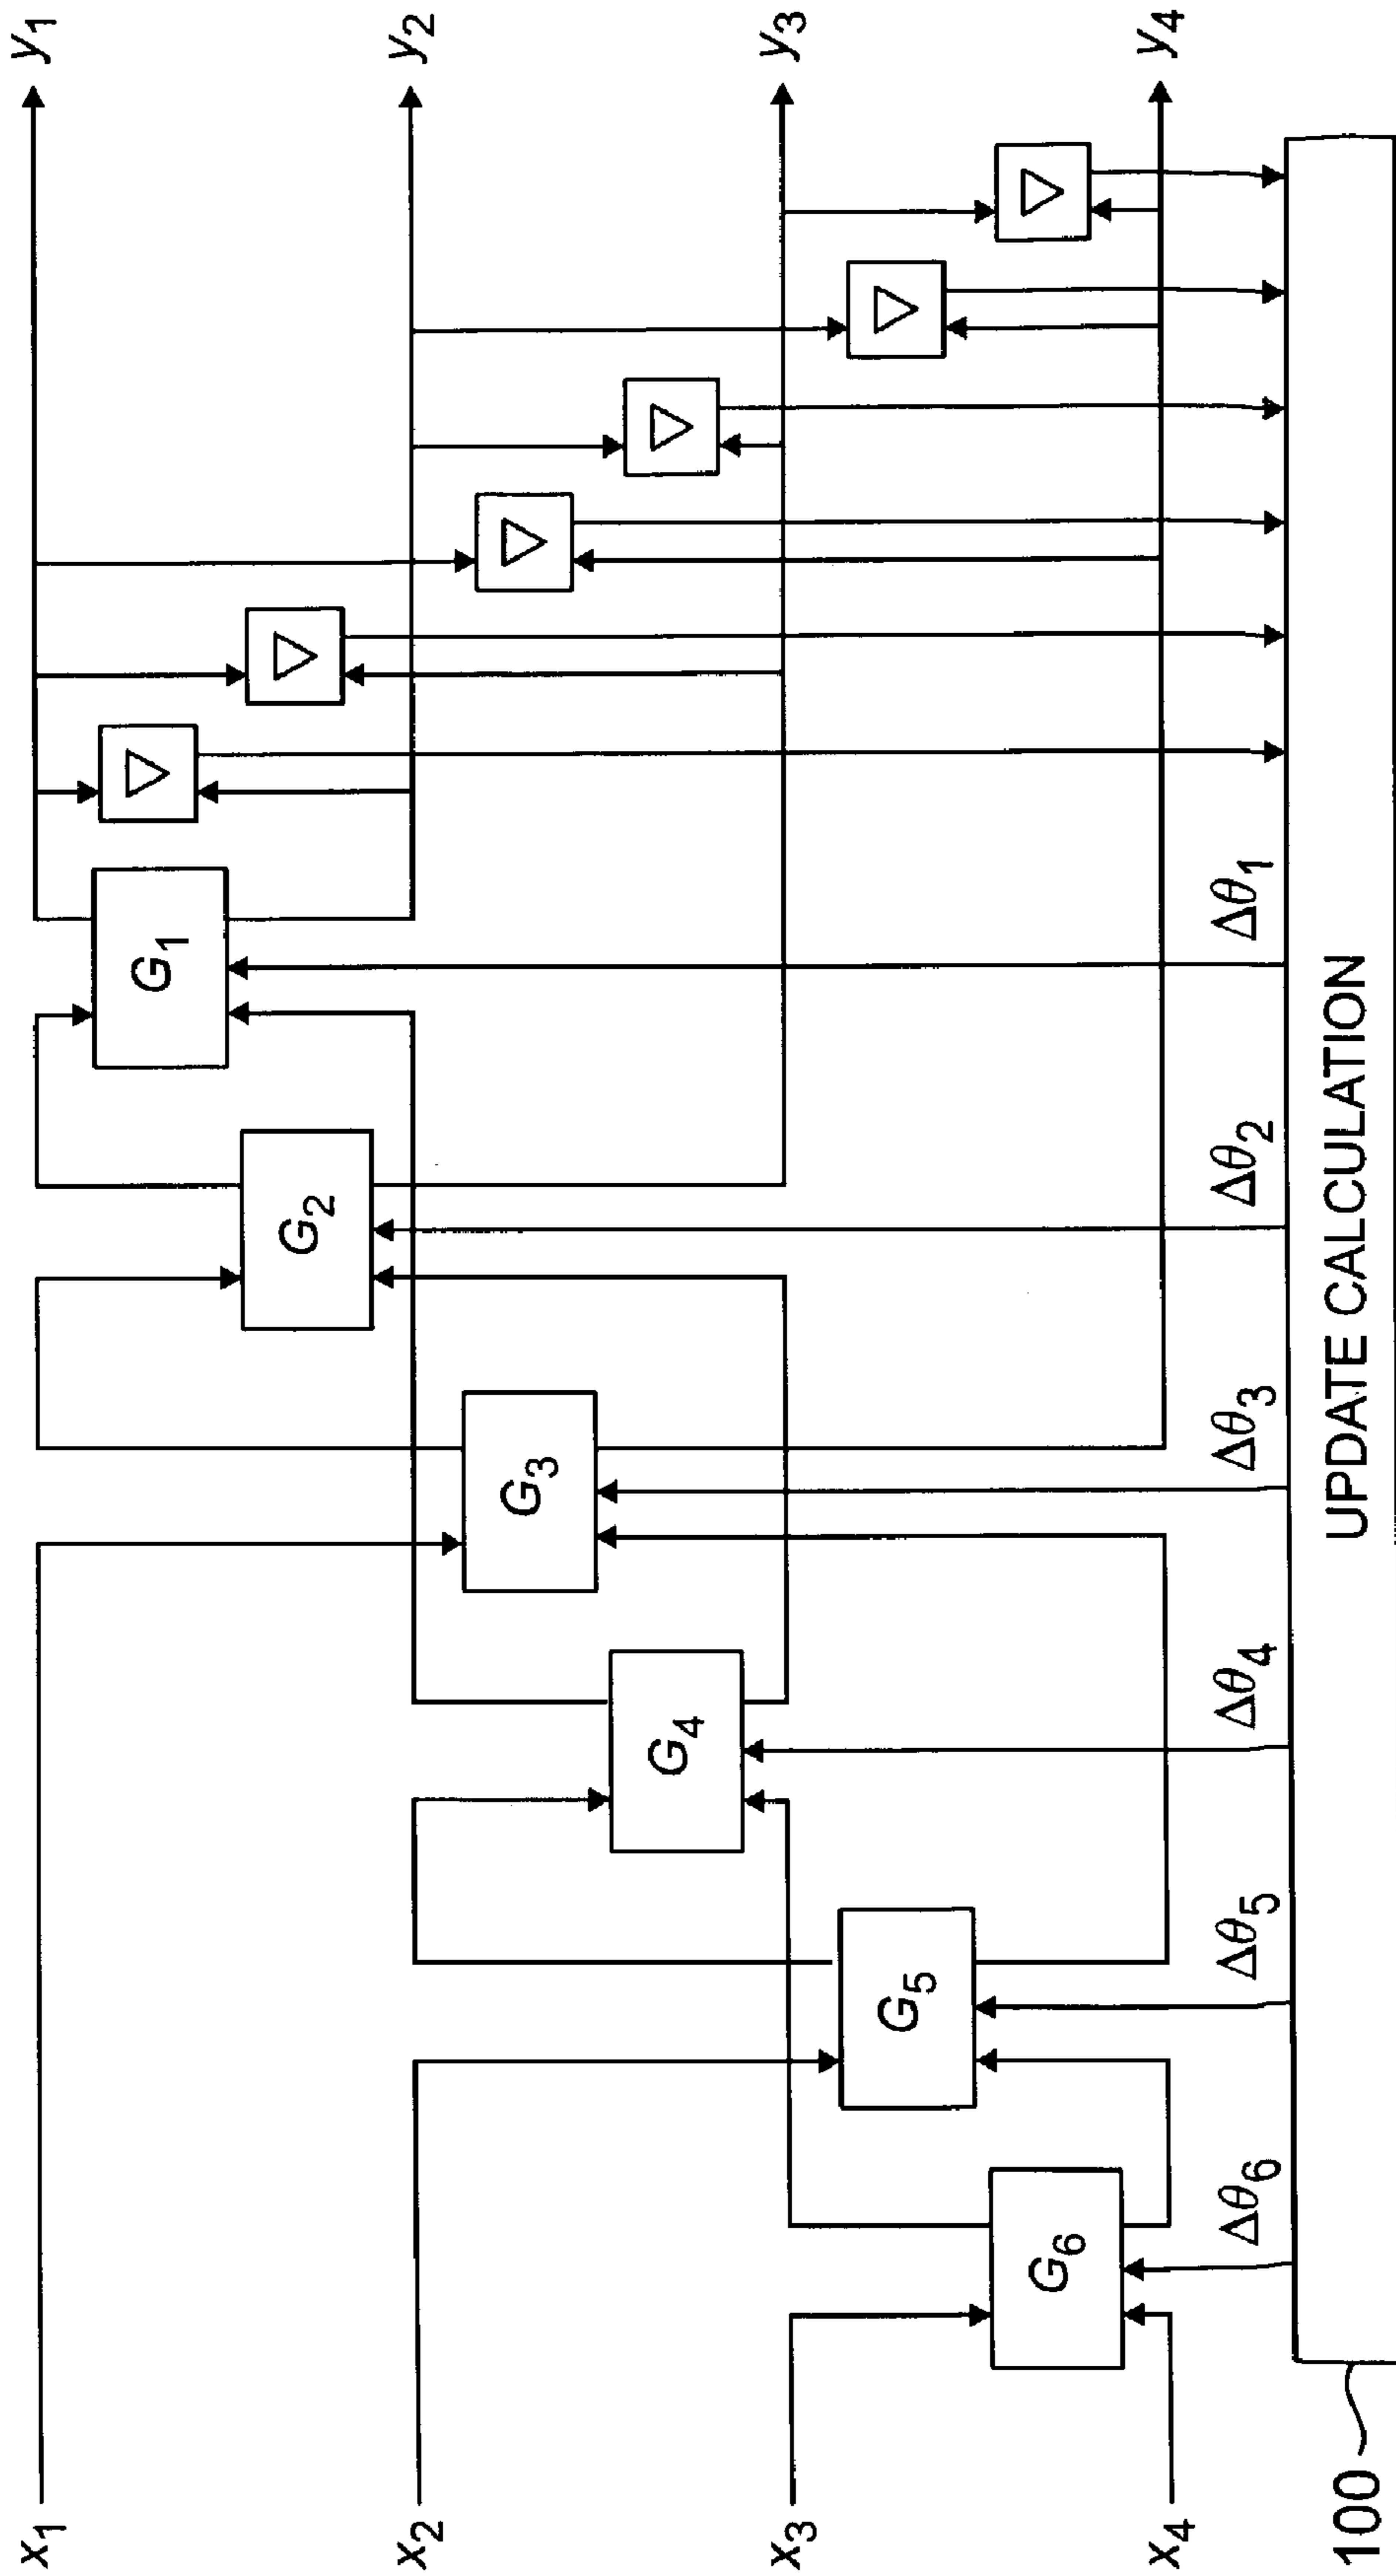 x1
x2
x3
x4
y1
y2
y3
y4
G6
G5
G4
G3
G2
G1
∇
∇
∇
∇
∇
∇
Δθ6
Δθ5
Δθ4
Δθ3
Δθ2
Δθ1
UPDATE CALCULATION
100